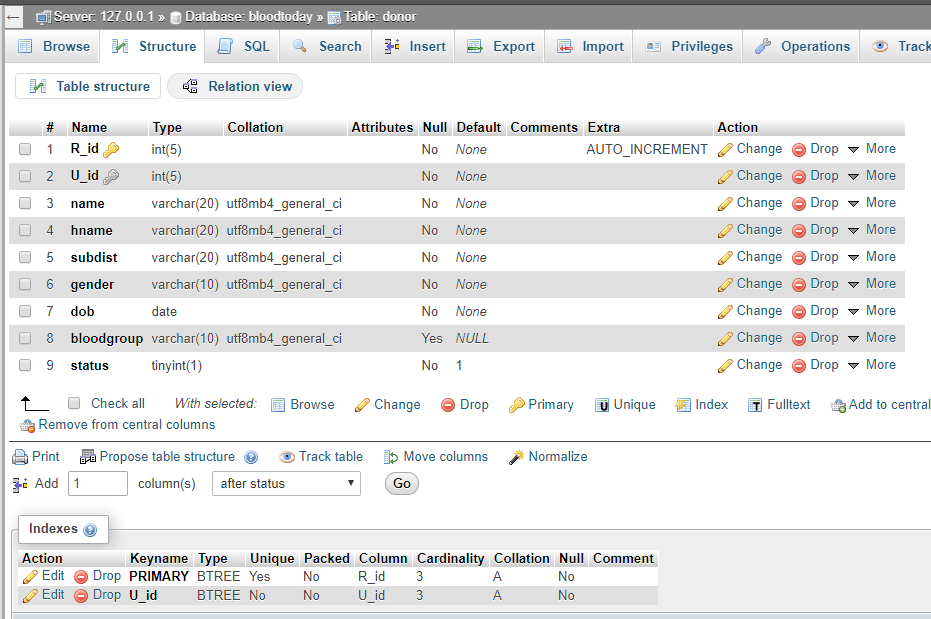 Server: 127.0.0.1 » Database: bloodtoday » Table: donor
Browse Structure SQL Search Insert Export Import Privileges Operations Track
Table structure Relation view
# Name Type Collation Attributes Null Default Comments Extra Action
1 R_id int(5) No None AUTO_INCREMENT Change Drop More
2 U_id int(5) No None Change Drop More
3 name varchar(20) utf8mb4_general_ci No None Change Drop More
4 hname varchar(20) utf8mb4_general_ci No None Change Drop More
5 subdist varchar(20) utf8mb4_general_ci No None Change Drop More
6 gender varchar(10) utf8mb4_general_ci No None Change Drop More
7 dob date No None Change Drop More
8 bloodgroup varchar(10) utf8mb4_general_ci Yes NULL Change Drop More
9 status tinyint(1) No 1 Change Drop More
Check all With selected: Browse Change Drop Primary Unique Index Fulltext Add to central
Remove from central columns
Print Propose table structure Track table Move columns Normalize
Add 1 column(s) after status Go
Indexes
Action Keyname Type Unique Packed Column Cardinality Collation Null Comment
Edit Drop PRIMARY BTREE Yes No R_id 3 A No
Edit Drop U_id BTREE No No U_id 3 A No